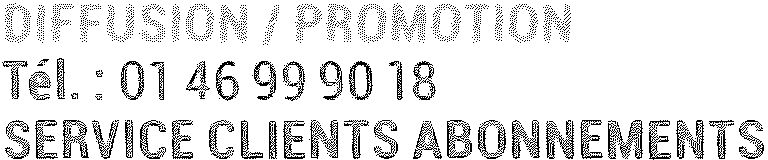 DIFFUSION / PROMOTION
Tél. : 01 46 99 90 18
SERVICE CLIENTS ABONNEMENTS